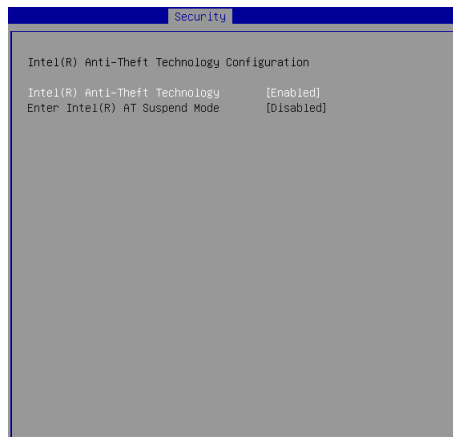 Security
Intel(R) Anti-Theft Technology Configuration
Intel(R) Anti-Theft Technology [Enabled]
Enter Intel(R) AT Suspend Mode [Disabled]